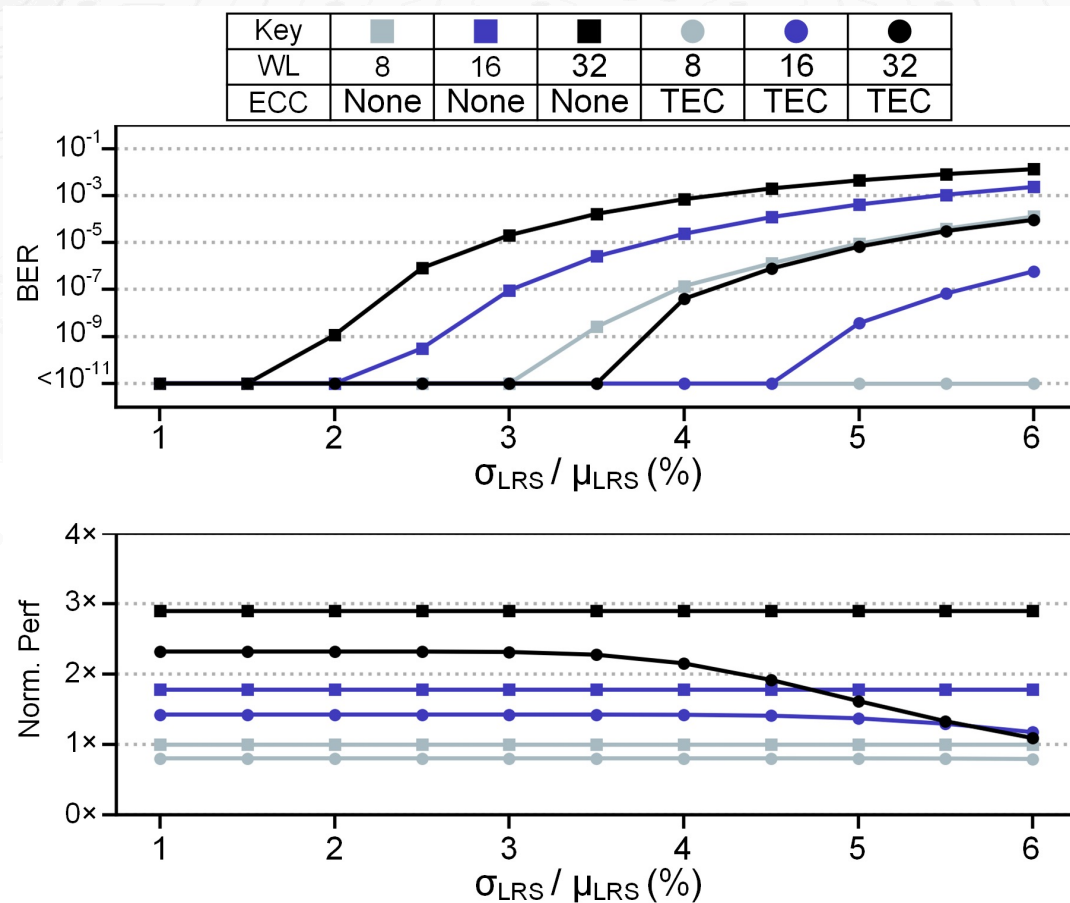 Key
WL 8 16 32 8 16 32
ECC None None None TEC TEC TEC
10⁻¹
10⁻³
10⁻⁵
10⁻⁷
10⁻⁹
<10⁻¹¹
BER
1 2 3 4 5 6
σLRS / μLRS (%)
4×
3×
2×
1×
0×
Norm. Perf
1 2 3 4 5 6
σLRS / μLRS (%)